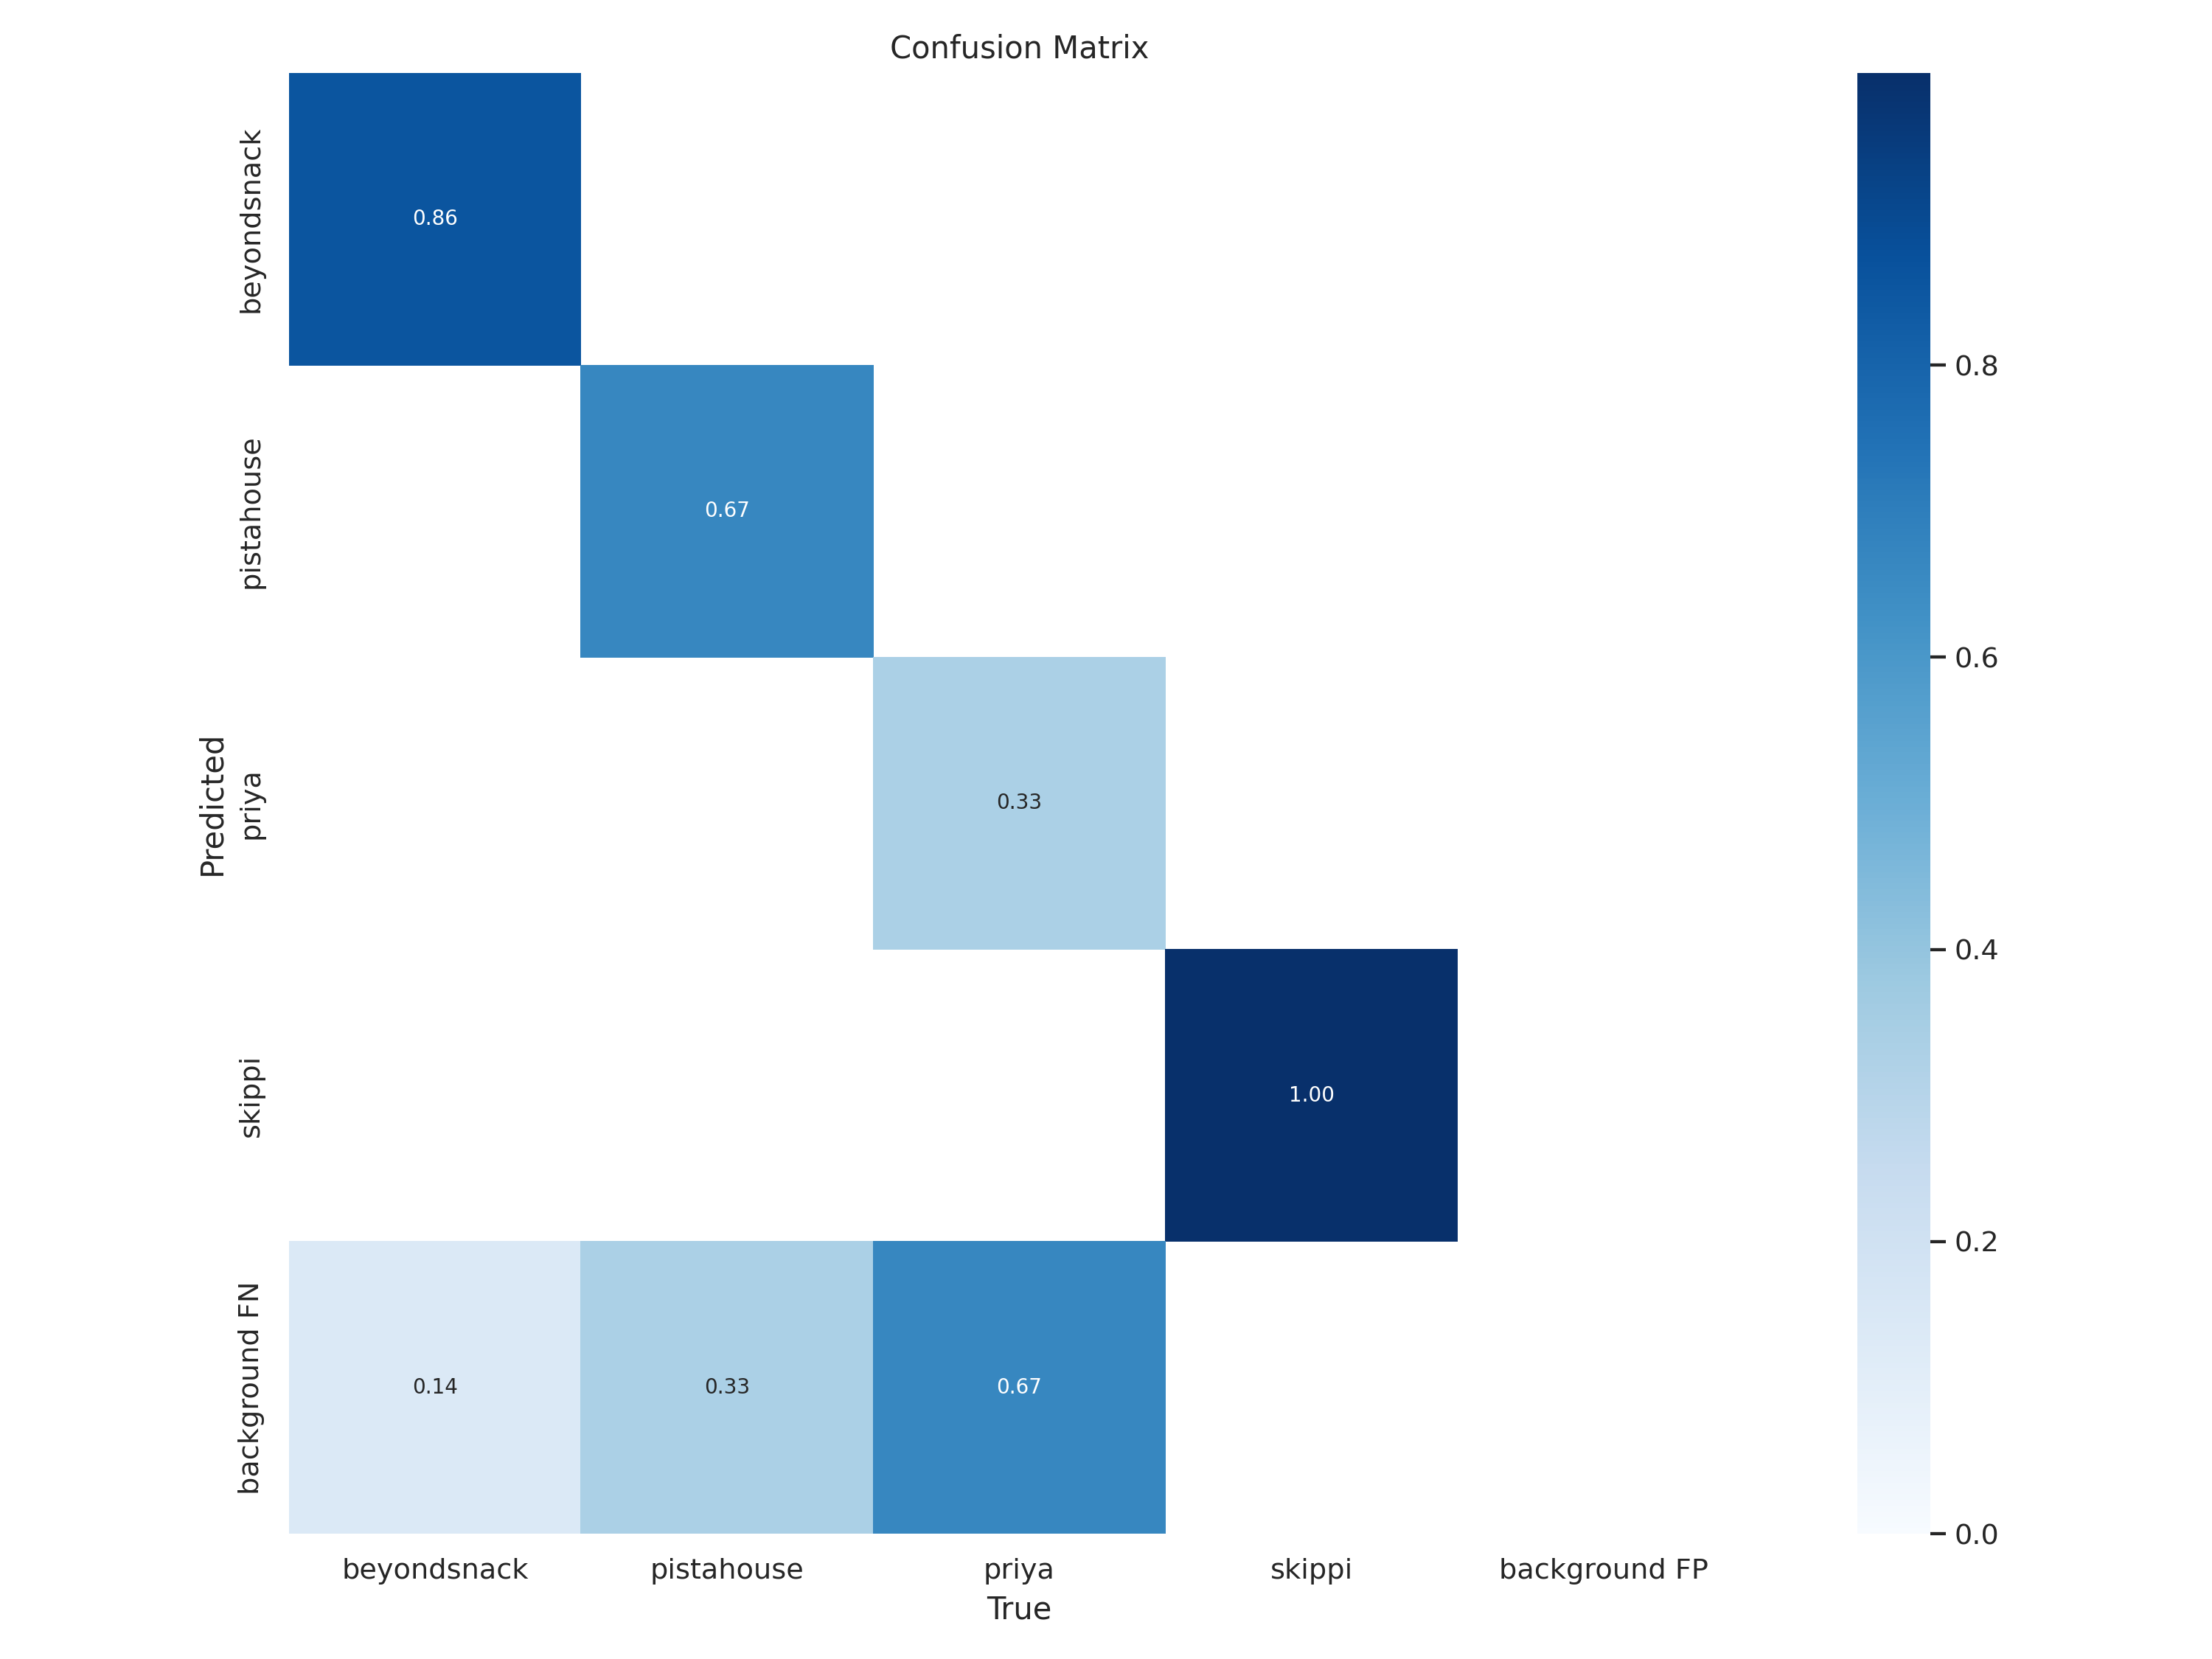 Confusion Matrix
beyondsnack
0.86
pistahouse
0.67
priya
0.33
skippi
1.00
background FN
0.14 0.33 0.67
Predicted
beyondsnack pistahouse priya skippi background FP
True
0.8
0.6
0.4
0.2
0.0